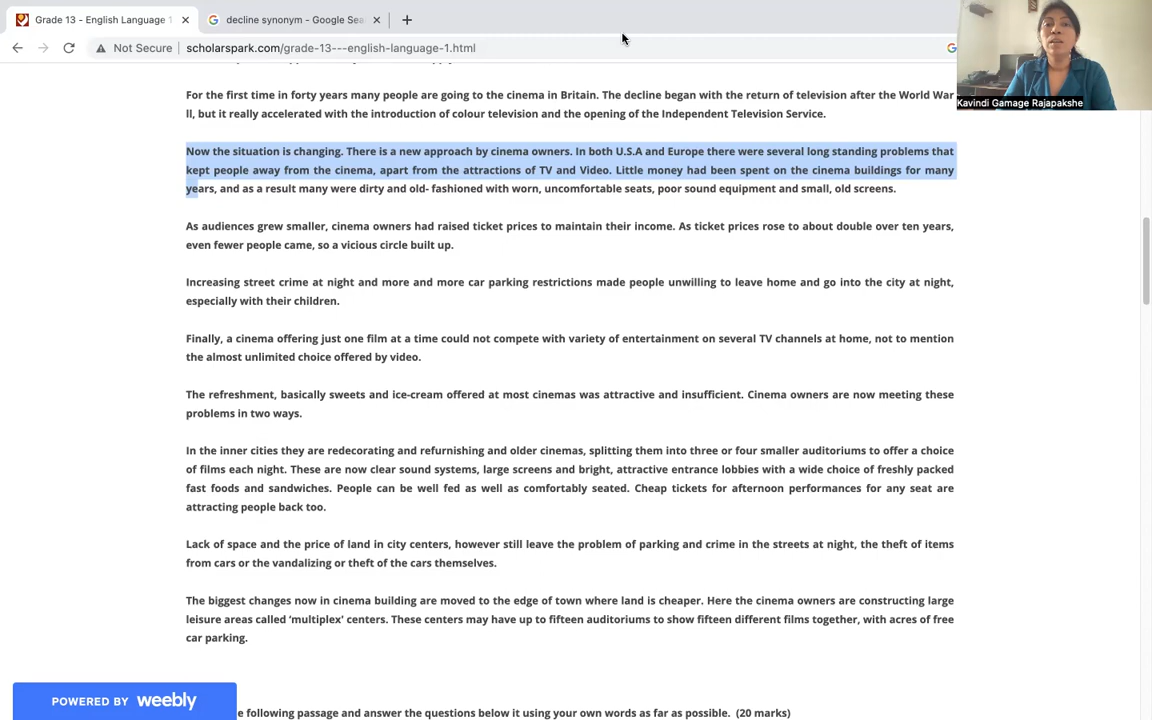 Grade 13 - English Language 1
decline synonym - Google Sea
Not Secure
scholarspark.com/grade-13---english-language-1.html
Kavindi Gamage Rajapakshe
For the first time in forty years many people are going to the cinema in Britain. The decline began with the return of television after the World War
II, but it really accelerated with the introduction of colour television and the opening of the Independent Television Service.
Now the situation is changing. There is a new approach by cinema owners. In both U.S.A and Europe there were several long standing problems that
kept people away from the cinema, apart from the attractions of TV and Video. Little money had been spent on the cinema buildings for many
years, and as a result many were dirty and old- fashioned with worn, uncomfortable seats, poor sound equipment and small, old screens.
As audiences grew smaller, cinema owners had raised ticket prices to maintain their income. As ticket prices rose to about double over ten years,
even fewer people came, so a vicious circle built up.
Increasing street crime at night and more and more car parking restrictions made people unwilling to leave home and go into the city at night,
especially with their children.
Finally, a cinema offering just one film at a time could not compete with variety of entertainment on several TV channels at home, not to mention
the almost unlimited choice offered by video.
The refreshment, basically sweets and ice-cream offered at most cinemas was attractive and insufficient. Cinema owners are now meeting these
problems in two ways.
In the inner cities they are redecorating and refurnishing and older cinemas, splitting them into three or four smaller auditoriums to offer a choice
of films each night. These are now clear sound systems, large screens and bright, attractive entrance lobbies with a wide choice of freshly packed
fast foods and sandwiches. People can be well fed as well as comfortably seated. Cheap tickets for afternoon performances for any seat are
attracting people back too.
Lack of space and the price of land in city centers, however still leave the problem of parking and crime in the streets at night, the theft of items
from cars or the vandalizing or theft of the cars themselves.
The biggest changes now in cinema building are moved to the edge of town where land is cheaper. Here the cinema owners are constructing large
leisure areas called 'multiplex' centers. These centers may have up to fifteen auditoriums to show fifteen different films together, with acres of free
car parking.
POWERED BY weebly
e following passage and answer the questions below it using your own words as far as possible. (20 marks)